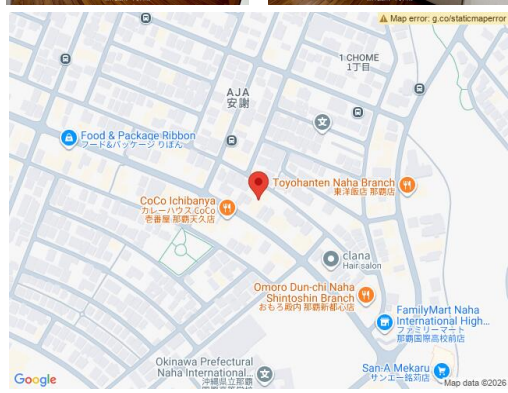 Map error: g.co/staticmaperror
1 CHOME
1丁目
AJA
安謝
Food & Package Ribbon
フード&パッケージ りぼん
Toyohanten Naha Branch
東洋飯店 那覇店
CoCo Ichibanya
カレーハウス CoCo
壱番屋 那覇天久店
clana
Hair salon
Omoro Dun-chi Naha
Shintoshin Branch
おもろ殿内 那覇新都心店
FamilyMart Naha
International High...
ファミリーマート
那覇国際高校前店
Okinawa Prefectural
Naha International...
沖縄県立那覇
San-A Mekaru
サンエー銘苅店
Google
Map data ©2026